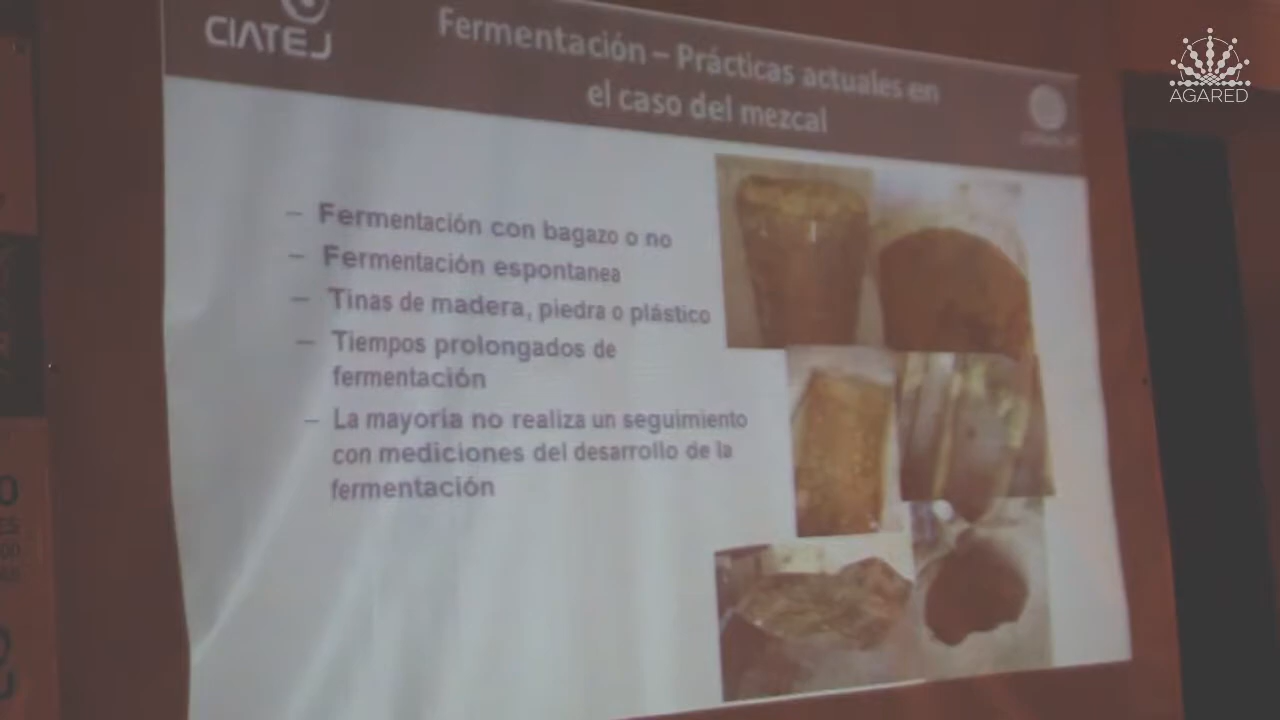 CIATEJ
Fermentación – Prácticas actuales en
el caso del mezcal
AGARED
– Fermentación con bagazo o no
– Fermentación espontanea
– Tinas de madera, piedra o plástico
– Tiempos prolongados de
fermentación
– La mayoría no realiza un seguimiento
con mediciones del desarrollo de la
fermentación